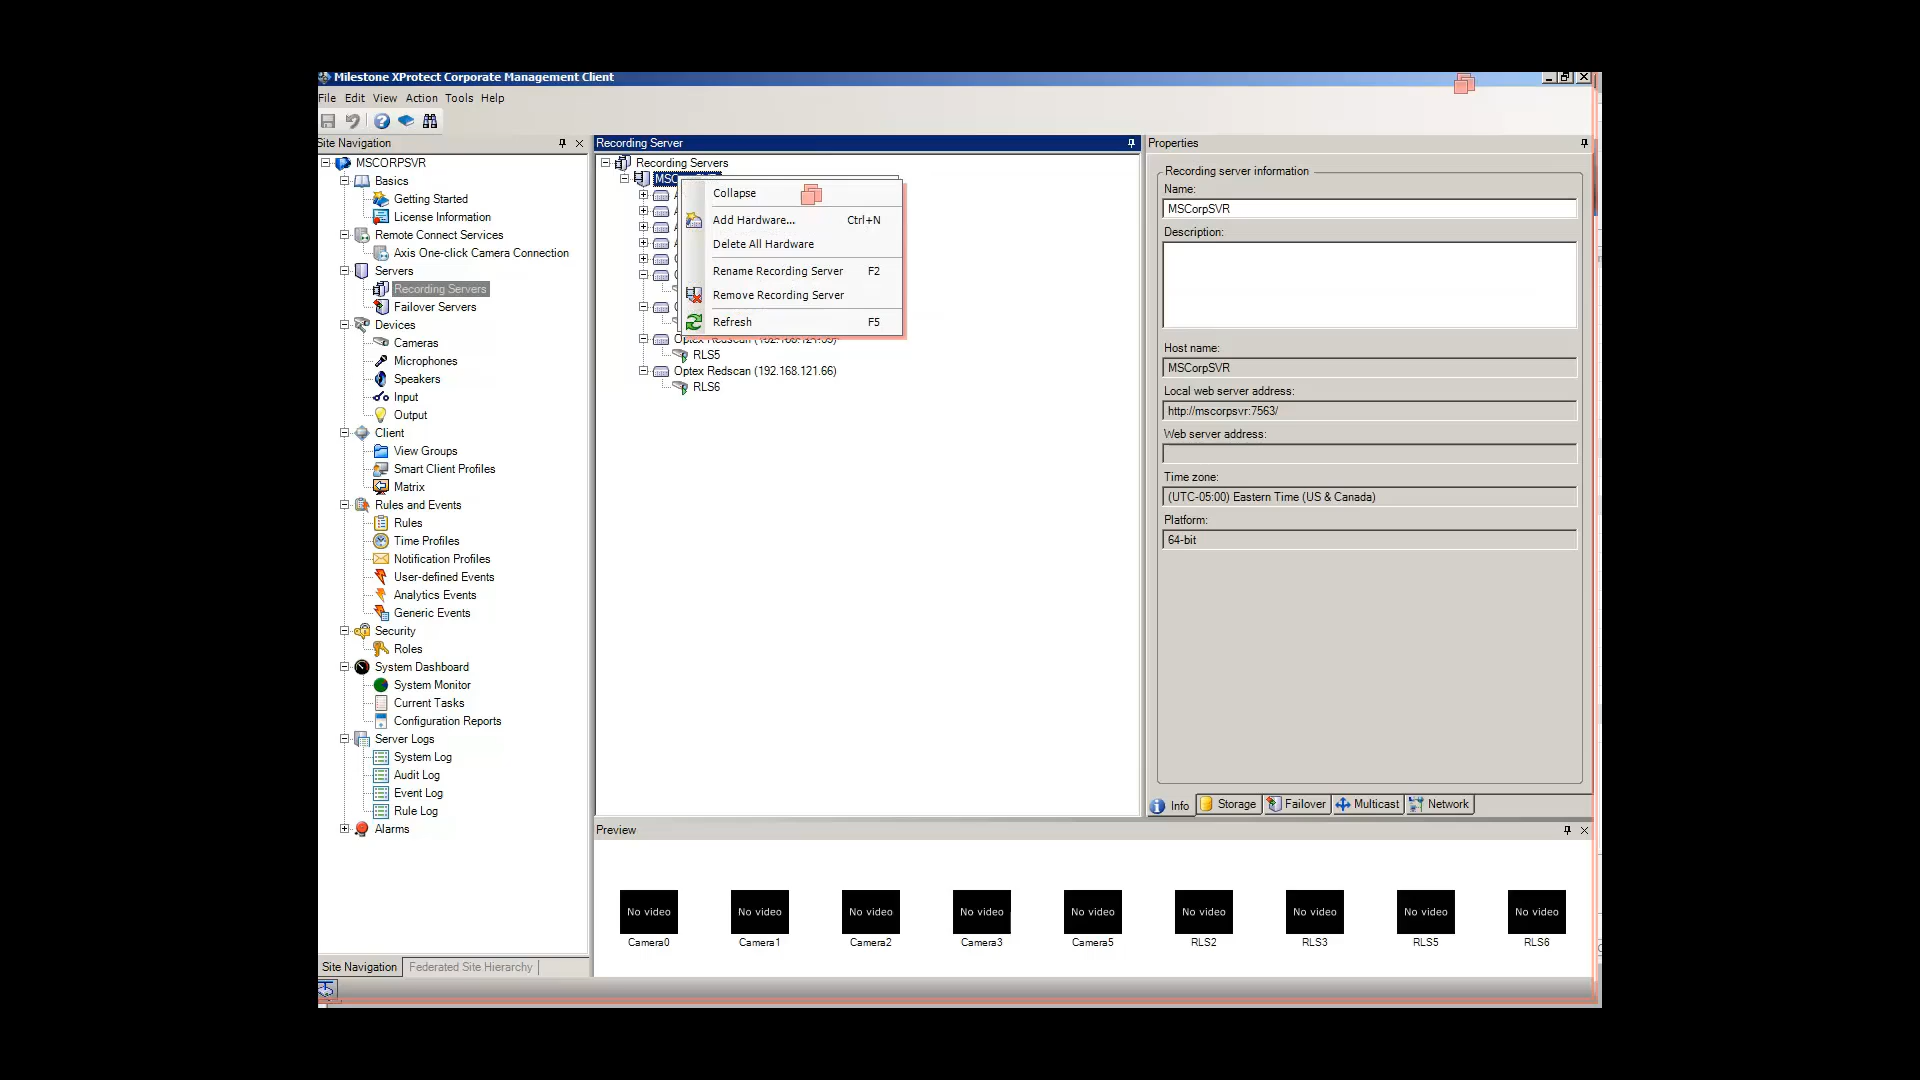 Milestone XProtect Corporate Management Client
File Edit View Action Tools Help
Site Navigation
MSCORPSVR
Basics
Getting Started
License Information
Remote Connect Services
Axis One-click Camera Connection
Servers
Recording Servers
Failover Servers
Devices
Cameras
Microphones
Speakers
Input
Output
Client
View Groups
Smart Client Profiles
Matrix
Rules and Events
Rules
Time Profiles
Notification Profiles
User-defined Events
Analytics Events
Generic Events
Security
Roles
System Dashboard
System Monitor
Current Tasks
Configuration Reports
Server Logs
System Log
Audit Log
Event Log
Rule Log
Alarms
Site Navigation Federated Site Hierarchy
Recording Server
Recording Servers
Collapse
Add Hardware... Ctrl+N
Delete All Hardware
Rename Recording Server F2
Remove Recording Server
Refresh F5
Optex Redscan
RLS5
Optex Redscan (192.168.121.66)
RLS6
Properties
Recording server information
Name:
MSCorpSVR
Description:
Host name:
MSCorpSVR
Local web server address:
http://mscorpsvr:7563/
Web server address:
Time zone:
(UTC-05:00) Eastern Time (US & Canada)
Platform:
64-bit
Info Storage Failover Multicast Network
Preview
No video No video No video No video No video No video No video No video No video
Camera0 Camera1 Camera2 Camera3 Camera5 RLS2 RLS3 RLS5 RLS6